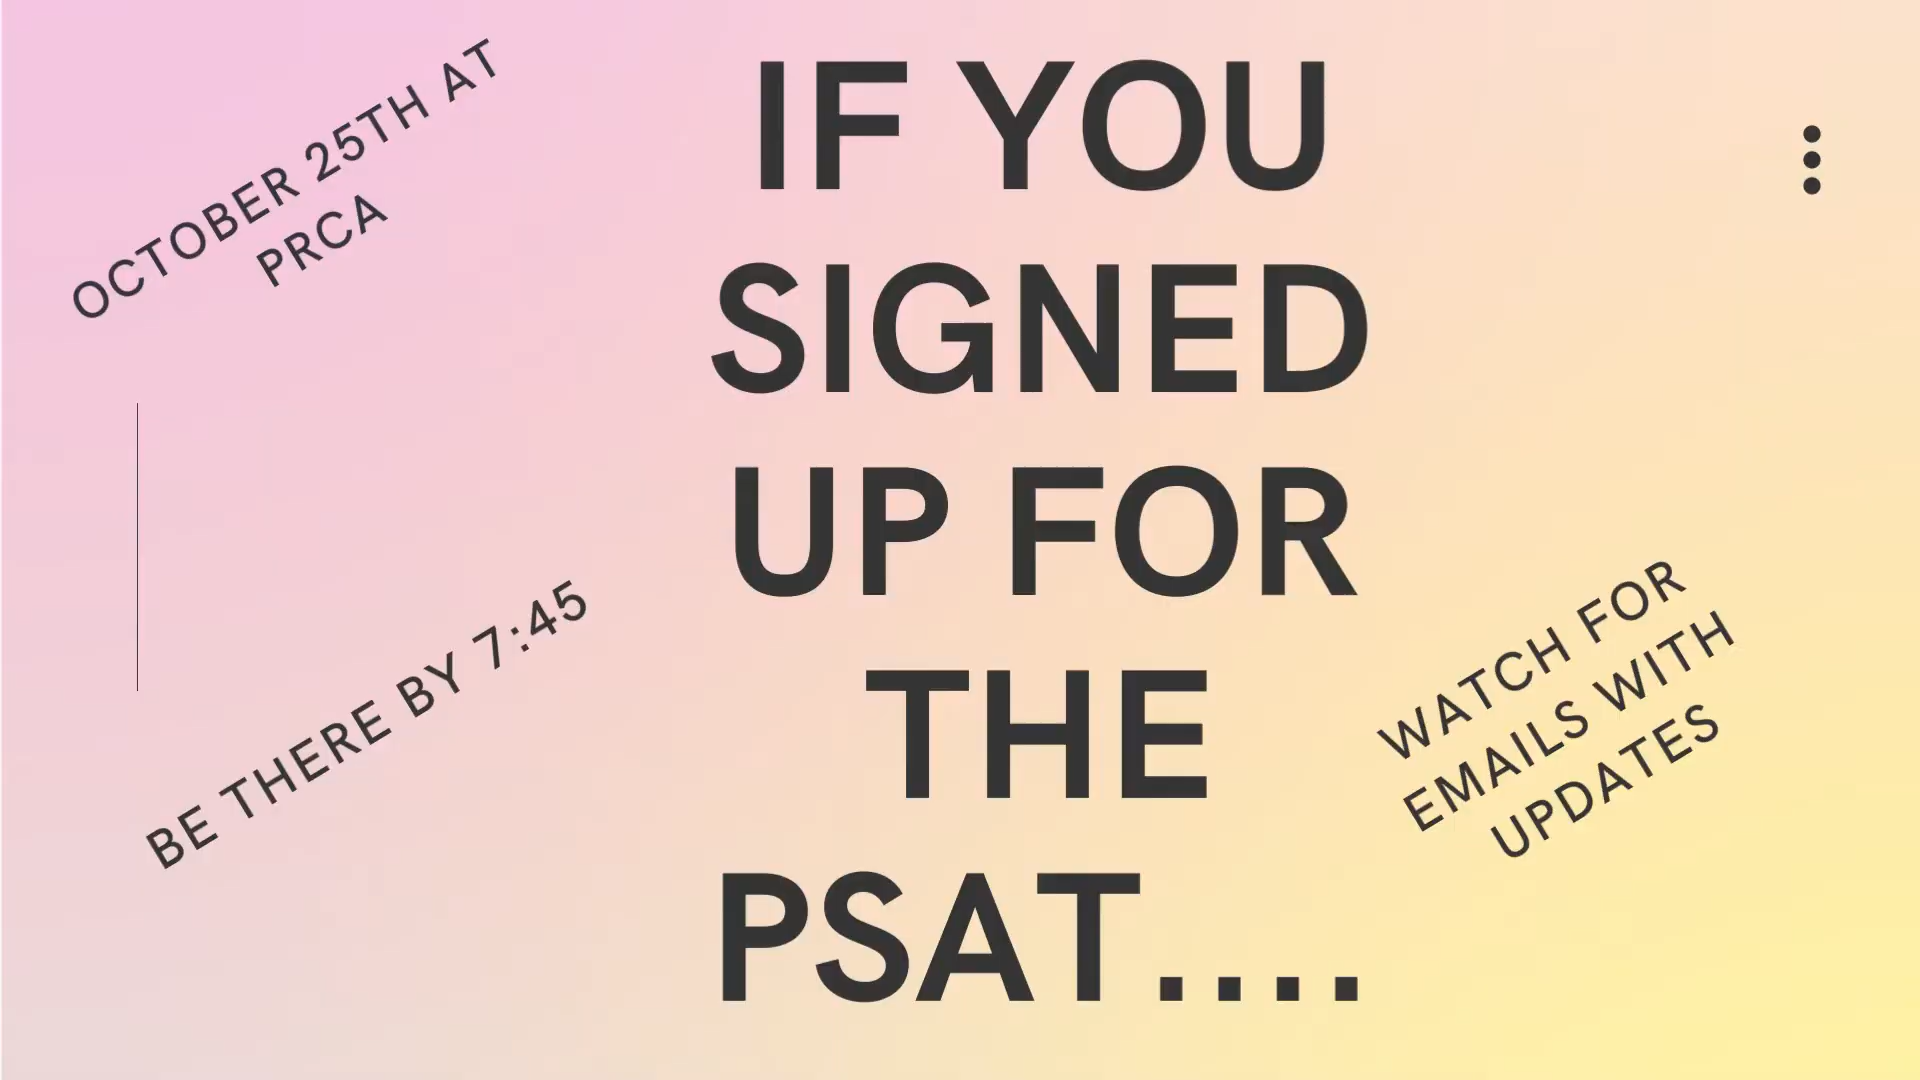 OCTOBER 25TH AT
PRCA
IF YOU
SIGNED
UP FOR
THE
PSAT....
BE THERE BY 7:45
WATCH FOR
EMAILS WITH
UPDATES